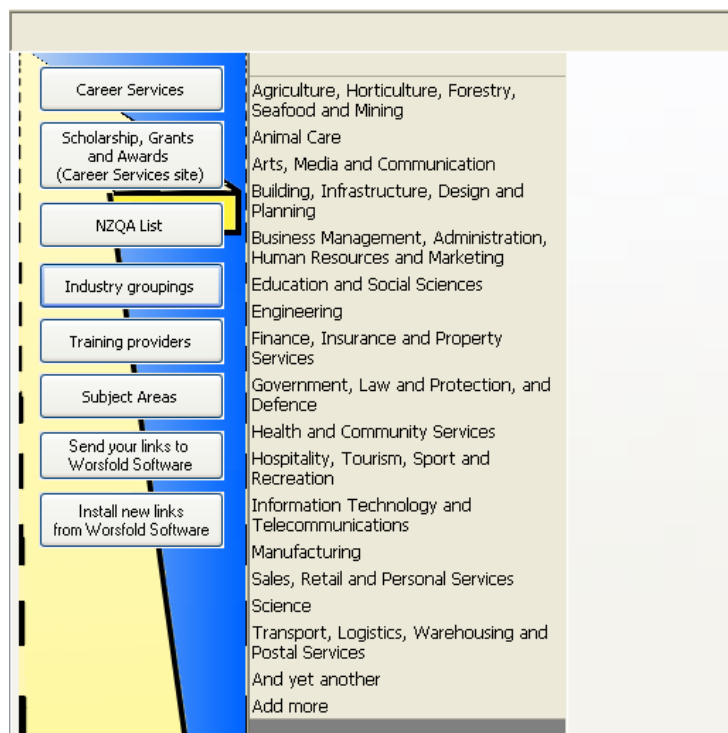 Career Services
Scholarship, Grants
and Awards
(Career Services site)
NZQA List
Industry groupings
Training providers
Subject Areas
Send your links to
Worsfold Software
Install new links
from Worsfold Software
Agriculture, Horticulture, Forestry,
Seafood and Mining
Animal Care
Arts, Media and Communication
Building, Infrastructure, Design and
Planning
Business Management, Administration,
Human Resources and Marketing
Education and Social Sciences
Engineering
Finance, Insurance and Property
Services
Government, Law and Protection, and
Defence
Health and Community Services
Hospitality, Tourism, Sport and
Recreation
Information Technology and
Telecommunications
Manufacturing
Sales, Retail and Personal Services
Science
Transport, Logistics, Warehousing and
Postal Services
And yet another
Add more